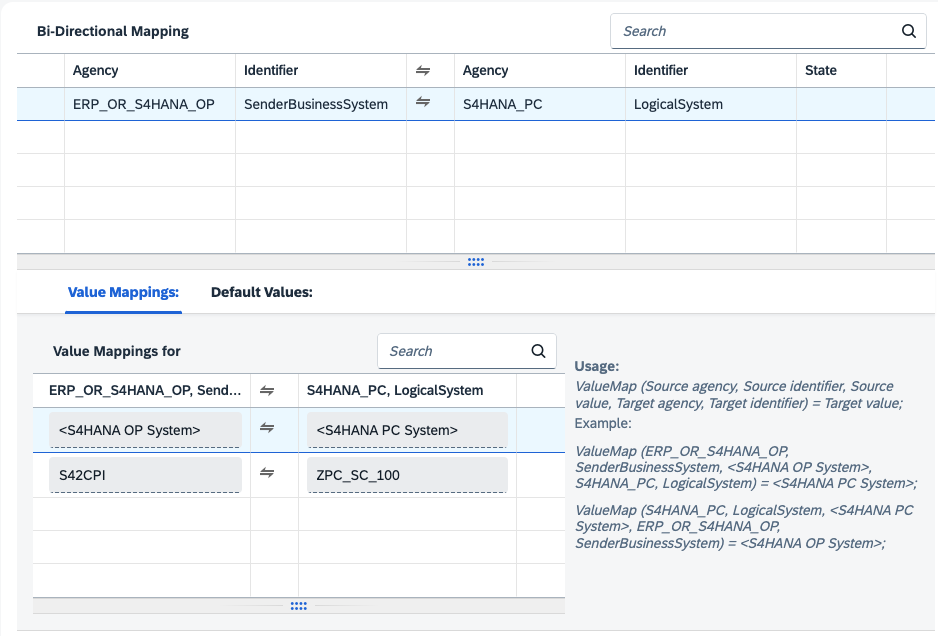 Bi-Directional Mapping
Search
Agency Identifier Agency Identifier State
ERP_OR_S4HANA_OP SenderBusinessSystem S4HANA_PC LogicalSystem
Value Mappings: Default Values:
Value Mappings for
Search
ERP_OR_S4HANA_OP, Send... S4HANA_PC, LogicalSystem
<S4HANA OP System> <S4HANA PC System>
S42CPI ZPC_SC_100
Usage:
ValueMap (Source agency, Source identifier, Source
value, Target agency, Target identifier) = Target value;
Example:
ValueMap (ERP_OR_S4HANA_OP,
SenderBusinessSystem, <S4HANA OP System>,
S4HANA_PC, LogicalSystem) = <S4HANA PC System>;
ValueMap (S4HANA_PC, LogicalSystem, <S4HANA PC
System>, ERP_OR_S4HANA_OP,
SenderBusinessSystem) = <S4HANA OP System>;